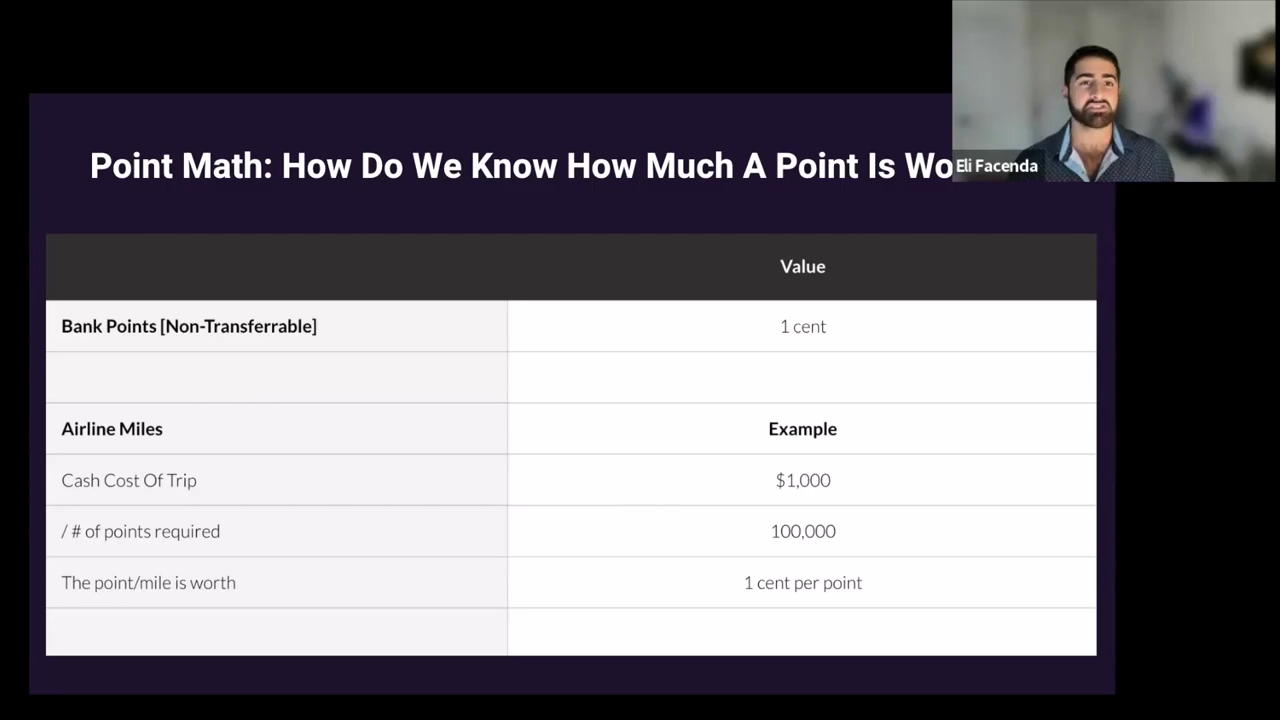 Point Math: How Do We Know How Much A Point Is Wo
Eli Facenda
Value
Bank Points [Non-Transferrable]
1 cent
Airline Miles
Example
Cash Cost Of Trip
$1,000
/ # of points required
100,000
The point/mile is worth
1 cent per point